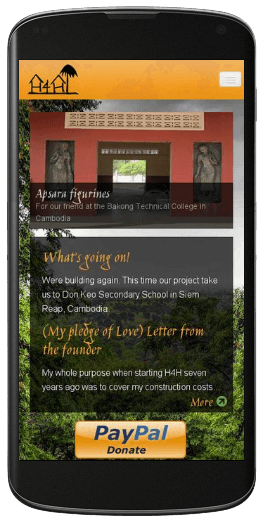 H4H
Apsara figurines
For our friend at the Bakong Technical College in
Cambodia
What's going on!
Were building again. This time our project take
us to Don Keo Secondary School in Siem
Reap, Cambodia.
(My pledge of Love) Letter from
the founder
My whole purpose when starting H4H seven
years ago was to cover my construction costs...
More
PayPal
Donate